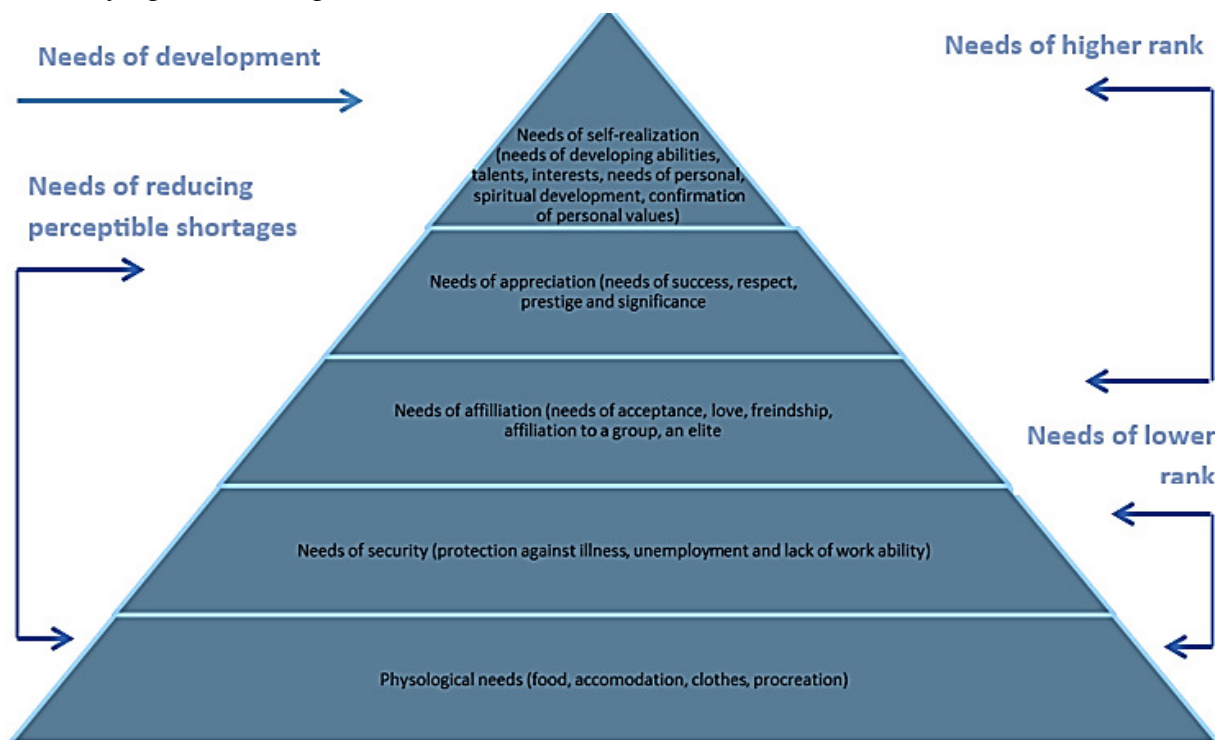 Needs of development
Needs of higher rank
Needs of self-realization
(needs of developing abilities,
talents, interests, needs of personal,
spiritual development, confirmation
of personal values)
Needs of reducing
perceptible shortages
Needs of appreciation (needs of success, respect,
prestige and significance
Needs of affilliation (needs of acceptance, love, freindship,
affiliation to a group, an elite
Needs of lower
rank
Needs of security (protection against illness, unemployment and lack of work ability)
Physological needs (food, accomodation, clothes, procreation)